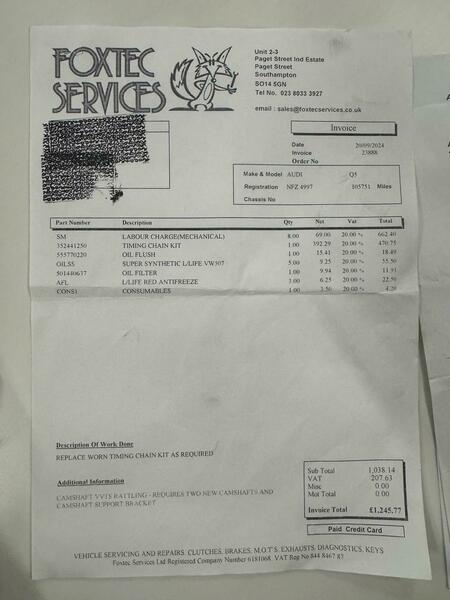 FOXTEC
SERVICES
Unit 2-3
Paget Street Ind Estate
Paget Street
Southampton
SO14 5GN
Tel No. 023 8033 3927
email : sales@foxtecservices.co.uk
Invoice
Date 20/09/2024
Invoice 23888
Order No
Make & Model AUDI Q5
Registration NFZ 4997 105751 Miles
Chassis No
Part Number Description Qty Net Vat Total
SM LABOUR CHARGE(MECHANICAL) 8.00 69.00 20.00 % 662.40
352441250 TIMING CHAIN KIT 1.00 392.29 20.00 % 470.75
555770220 OIL FLUSH 1.00 15.41 20.00 % 18.49
OILSS SUPER SYNTHETIC L/LIFE VW507 5.00 9.25 20.00 % 55.50
501440637 OIL FILTER 1.00 9.94 20.00 % 11.93
AFL L/LIFE RED ANTIFREEZE 3.00 6.25 20.00 % 22.50
CONS1 CONSUMABLES 1.00 3.50 20.00 % 4.20
Description Of Work Done
REPLACE WORN TIMING CHAIN KIT AS REQUIRED
Additional Information
CAMSHAFT VVTS RATTLING - REQUIRES TWO NEW CAMSHAFTS AND
CAMSHAFT SUPPORT BRACKET
Sub Total 1,038.14
VAT 207.63
Misc 0.00
Mot Total 0.00
Invoice Total £1,245.77
Paid Credit Card
VEHICLE SERVICING AND REPAIRS. CLUTCHES. BRAKES. M.O.T'S. EXHAUSTS. DIAGNOSTICS. KEYS
Foxtec Services Ltd Registered Company Number 6181068. VAT Reg No 844 8467 87